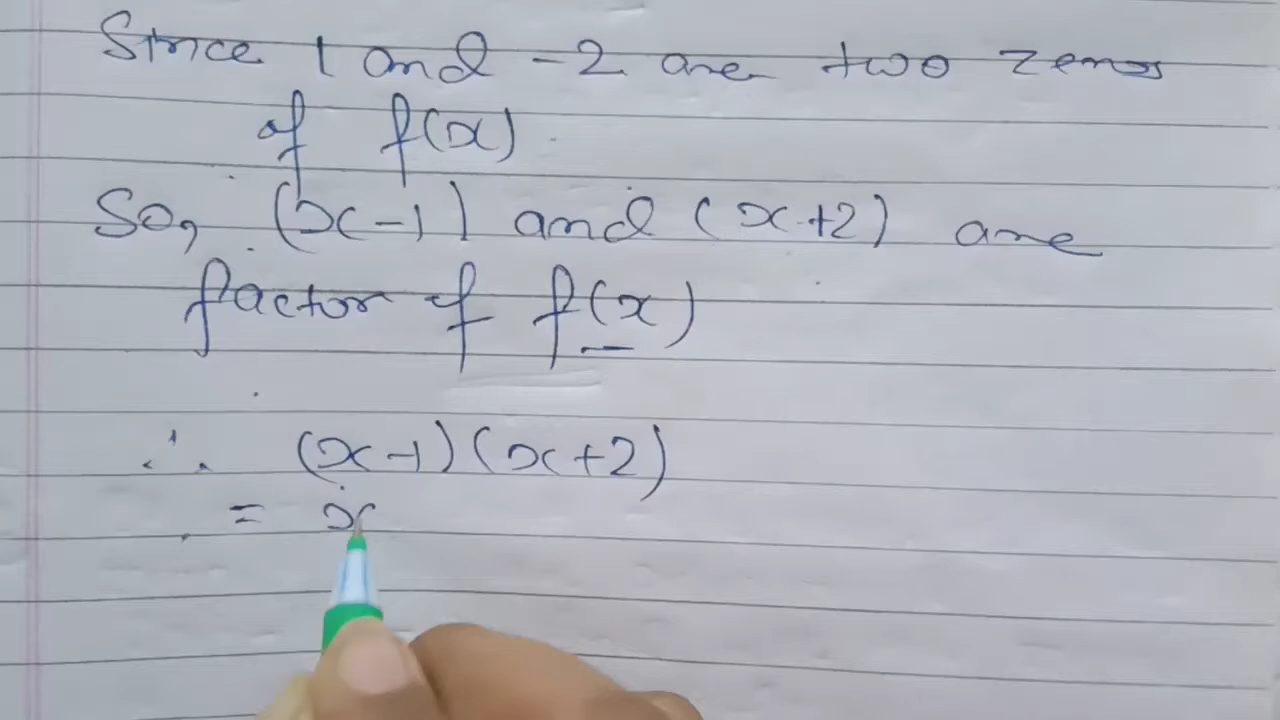 Since 1 and -2 are two zeros
of f(x)
So, (x-1) and (x+2) are
factor of f(x)
∴ (x-1)(x+2)
= x